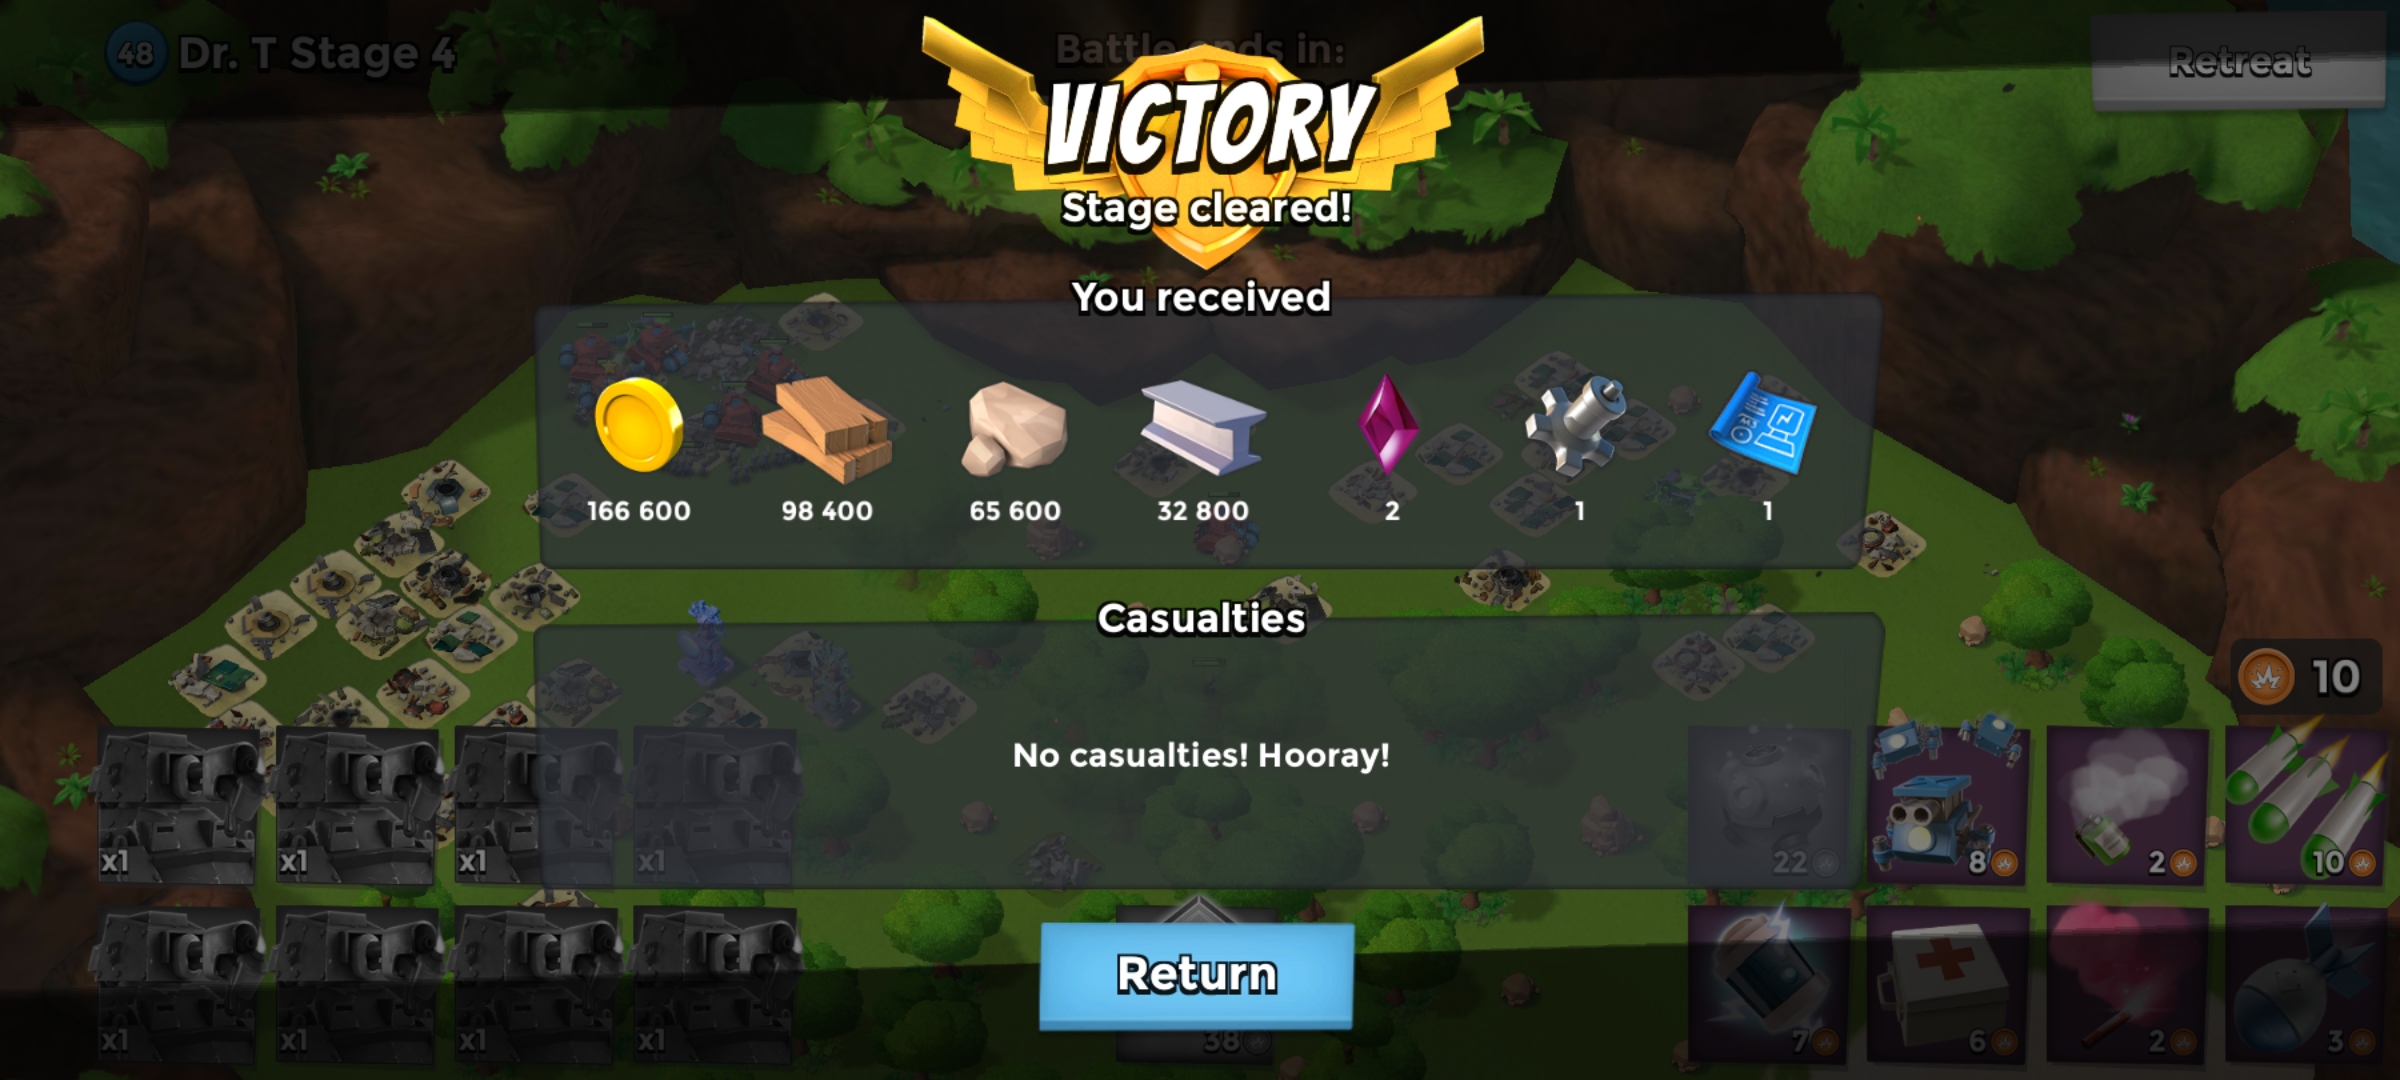 48 Dr. T Stage 4
Battle ends in:
Retreat
VICTORY
Stage cleared!
You received
166 600
98 400
65 600
32 800
2
1
1
Casualties
No casualties! Hooray!
10
x1
x1
x1
x1
22
8
2
10
x1
x1
x1
x1
Return
38
7
6
2
3